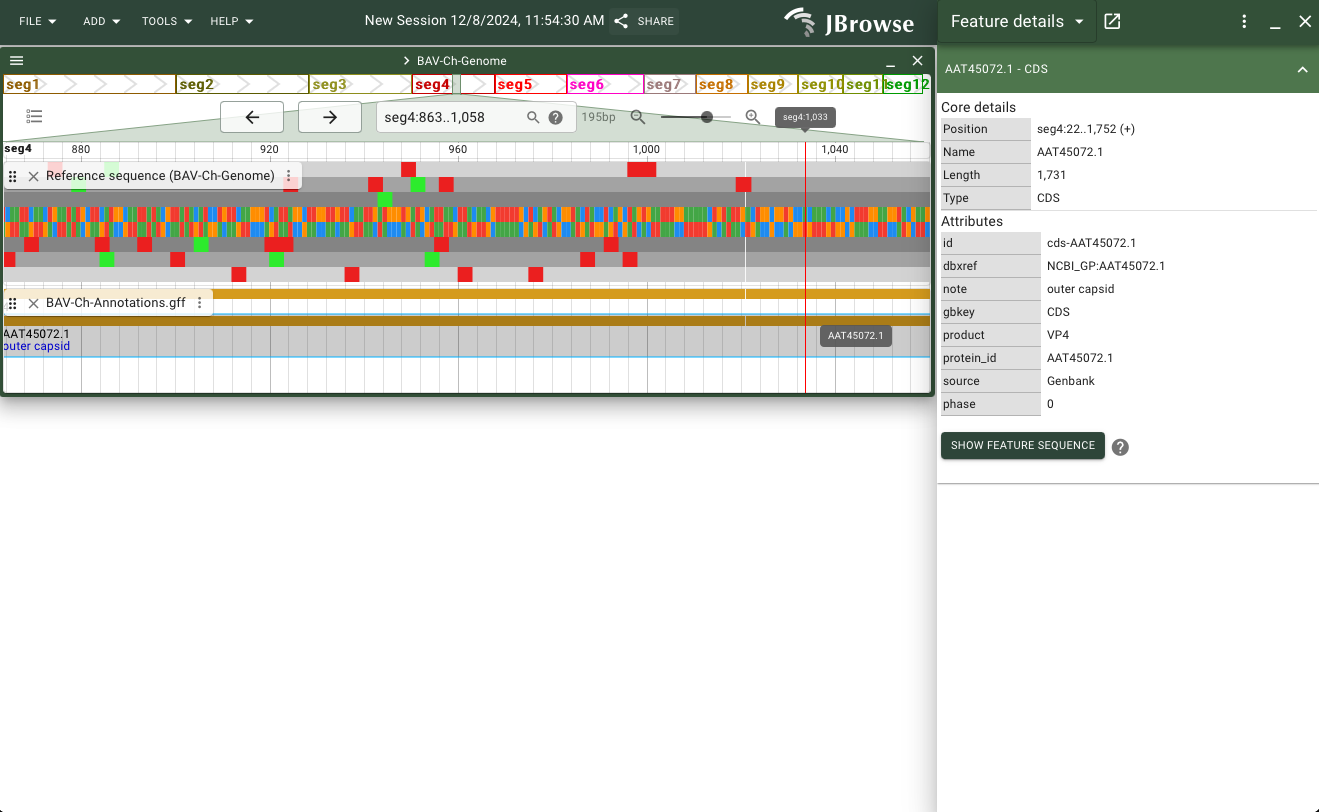 FILE ADD TOOLS HELP New Session 12/8/2024, 11:54:30 AM SHARE JBrowse
BAV-Ch-Genome
seg1 seg2 seg3 seg4 seg5 seg6 seg7 seg8 seg9 seg10 seg11 seg12
seg4:863..1,058 195bp seg4:1,033
seg4 880 920 960 1,000 1,040
Reference sequence (BAV-Ch-Genome)
BAV-Ch-Annotations.gff
AAT45072.1 AAT45072.1
outer capsid
Feature details
AAT45072.1 - CDS
Core details
Position seg4:22..1,752 (+)
Name AAT45072.1
Length 1,731
Type CDS
Attributes
id cds-AAT45072.1
dbxref NCBI_GP:AAT45072.1
note outer capsid
gbkey CDS
product VP4
protein_id AAT45072.1
source Genbank
phase 0
SHOW FEATURE SEQUENCE